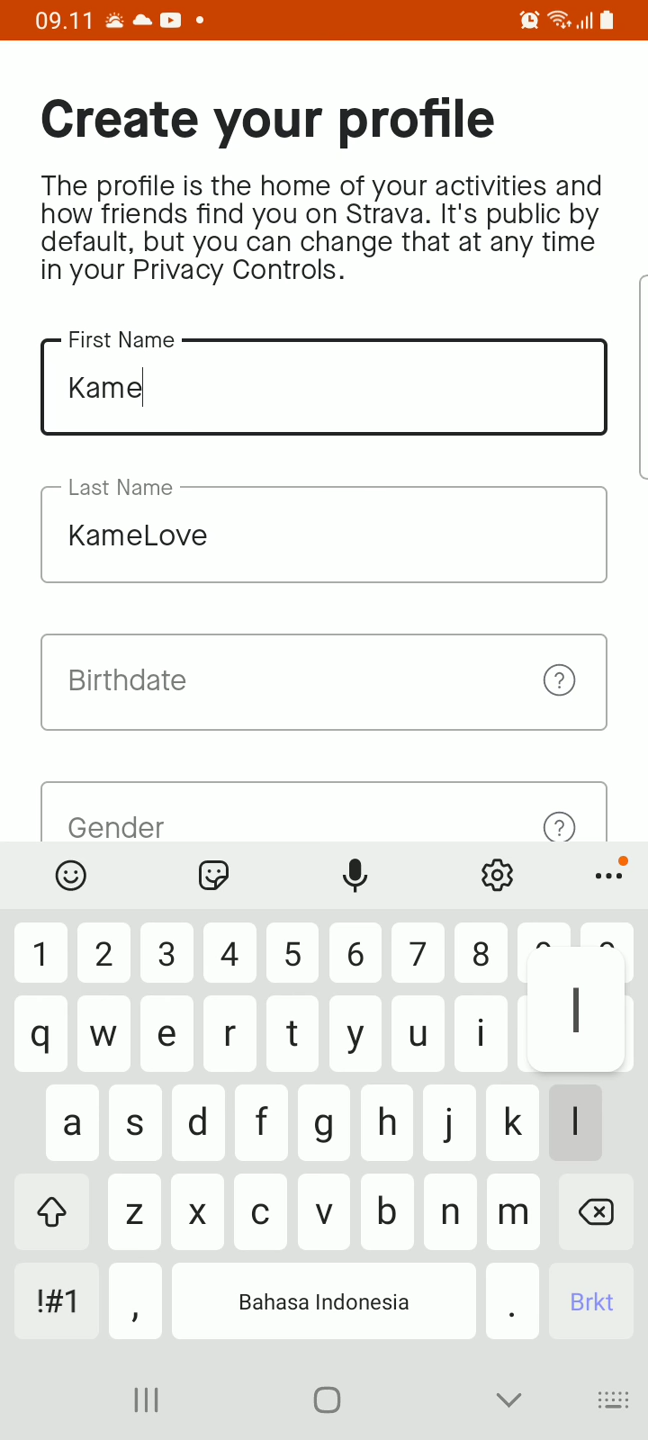 09.11
Create your profile
The profile is the home of your activities and
how friends find you on Strava. It's public by
default, but you can change that at any time
in your Privacy Controls.
First Name
Kame
Last Name
KameLove
Birthdate ?
Gender ?
1 2 3 4 5 6 7 8
l
q w e r t y u i
a s d f g h j k l
z x c v b n m
!#1 , Bahasa Indonesia . Brkt